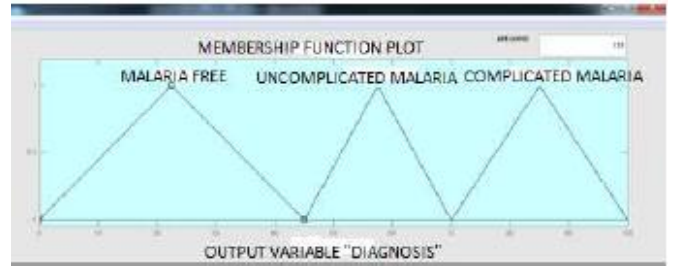 MEMBERSHIP FUNCTION PLOT
MALARIA FREE UNCOMPLICATED MALARIA COMPLICATED MALARIA
OUTPUT VARIABLE "DIAGNOSIS"